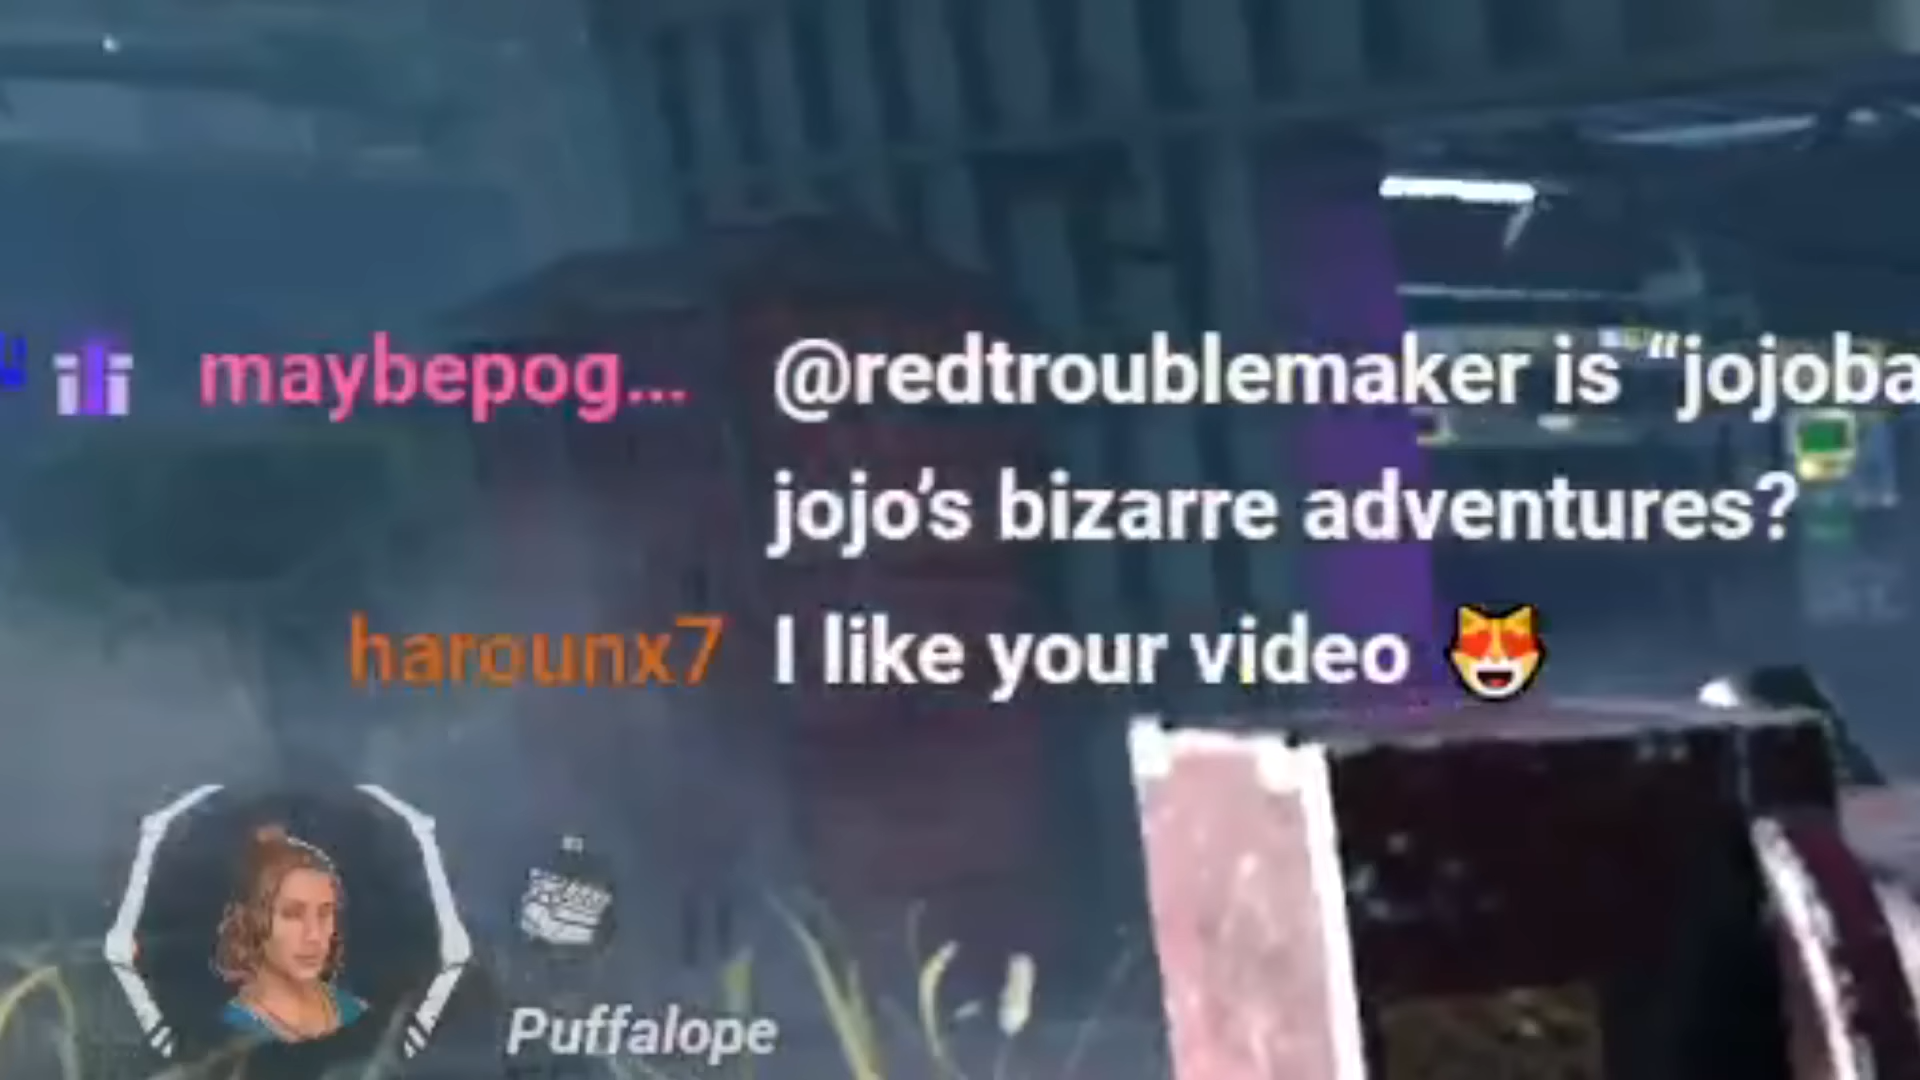 maybepog... @redtroublemaker is “jojoba
jojo’s bizarre adventures?
harounx7 I like your video 😻
Puffalope